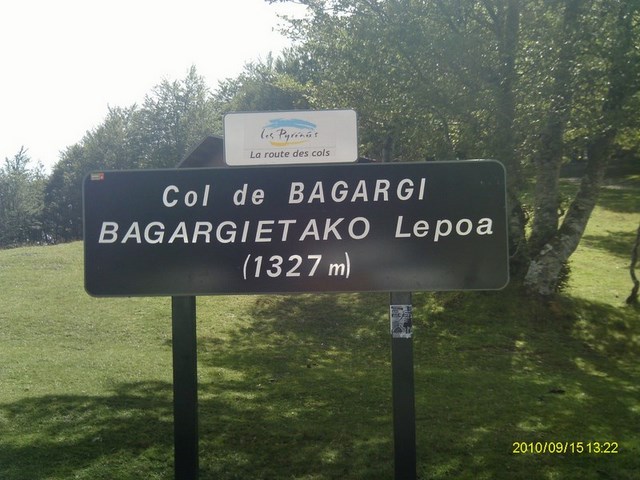 Les Pyrénées
La route des cols
Col de BAGARGI
BAGARGIETAKO Lepoa
(1327 m)
2010/09/15 13:22